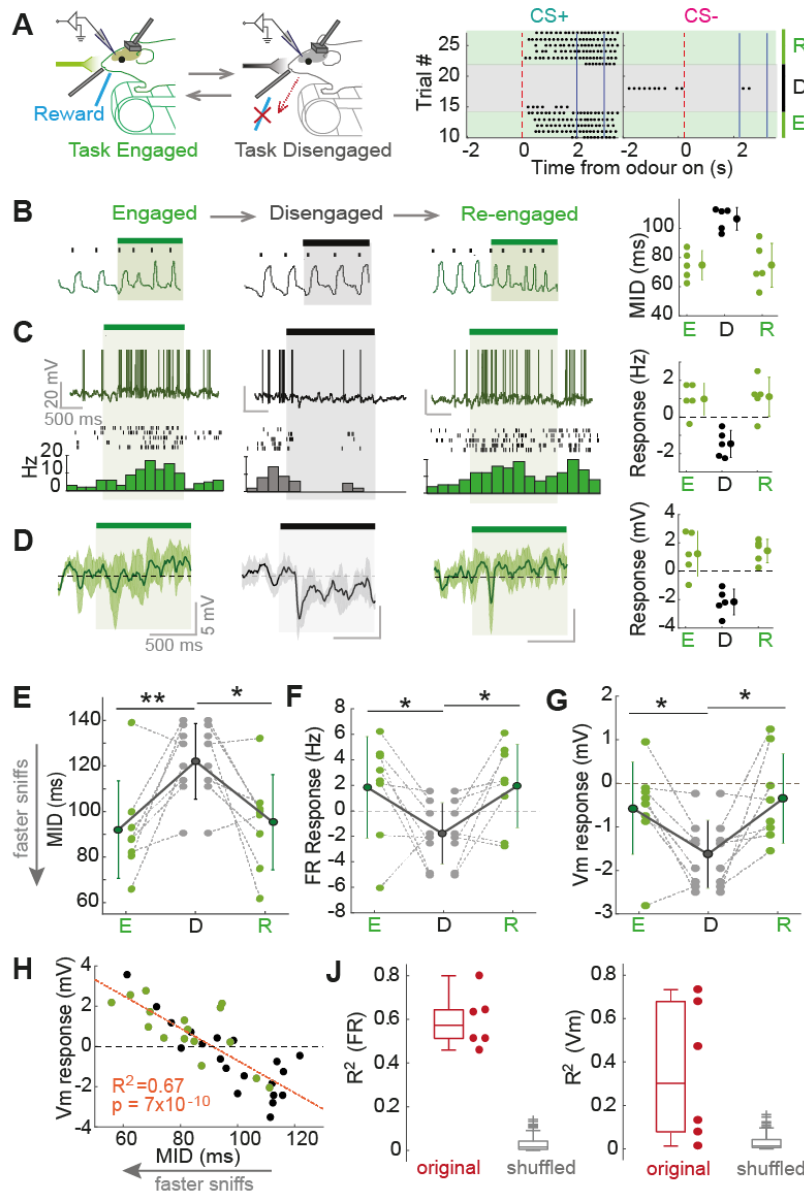 A
Reward
Task Engaged
Task Disengaged
CS+
CS-
Trial #
25
20
15
10
-2
0
2
-2
0
2
Time from odour on (s)
R
D
E
B
Engaged
Disengaged
Re-engaged
MID (ms)
100
80
60
40
E
D
R
C
20 mV
500 ms
Hz
20
0
Response (Hz)
2
0
-2
E
D
R
D
500 ms
5 mV
Response (mV)
4
2
0
-2
-4
E
D
R
E
faster sniffs
MID (ms)
140
120
100
80
60
**
*
E
D
R
F
FR Response (Hz)
8
6
4
2
0
-2
-4
-6
-8
*
*
E
D
R
G
Vm response (mV)
2
1
0
-1
-2
-3
*
*
E
D
R
H
Vm response (mV)
4
2
0
-2
-4
R²=0.67
p = 7x10⁻¹⁰
60
80
100
120
MID (ms)
faster sniffs
J
R² (FR)
0.8
0.6
0.4
0.2
0
original
shuffled
R² (Vm)
0.8
0.6
0.4
0.2
0
original
shuffled